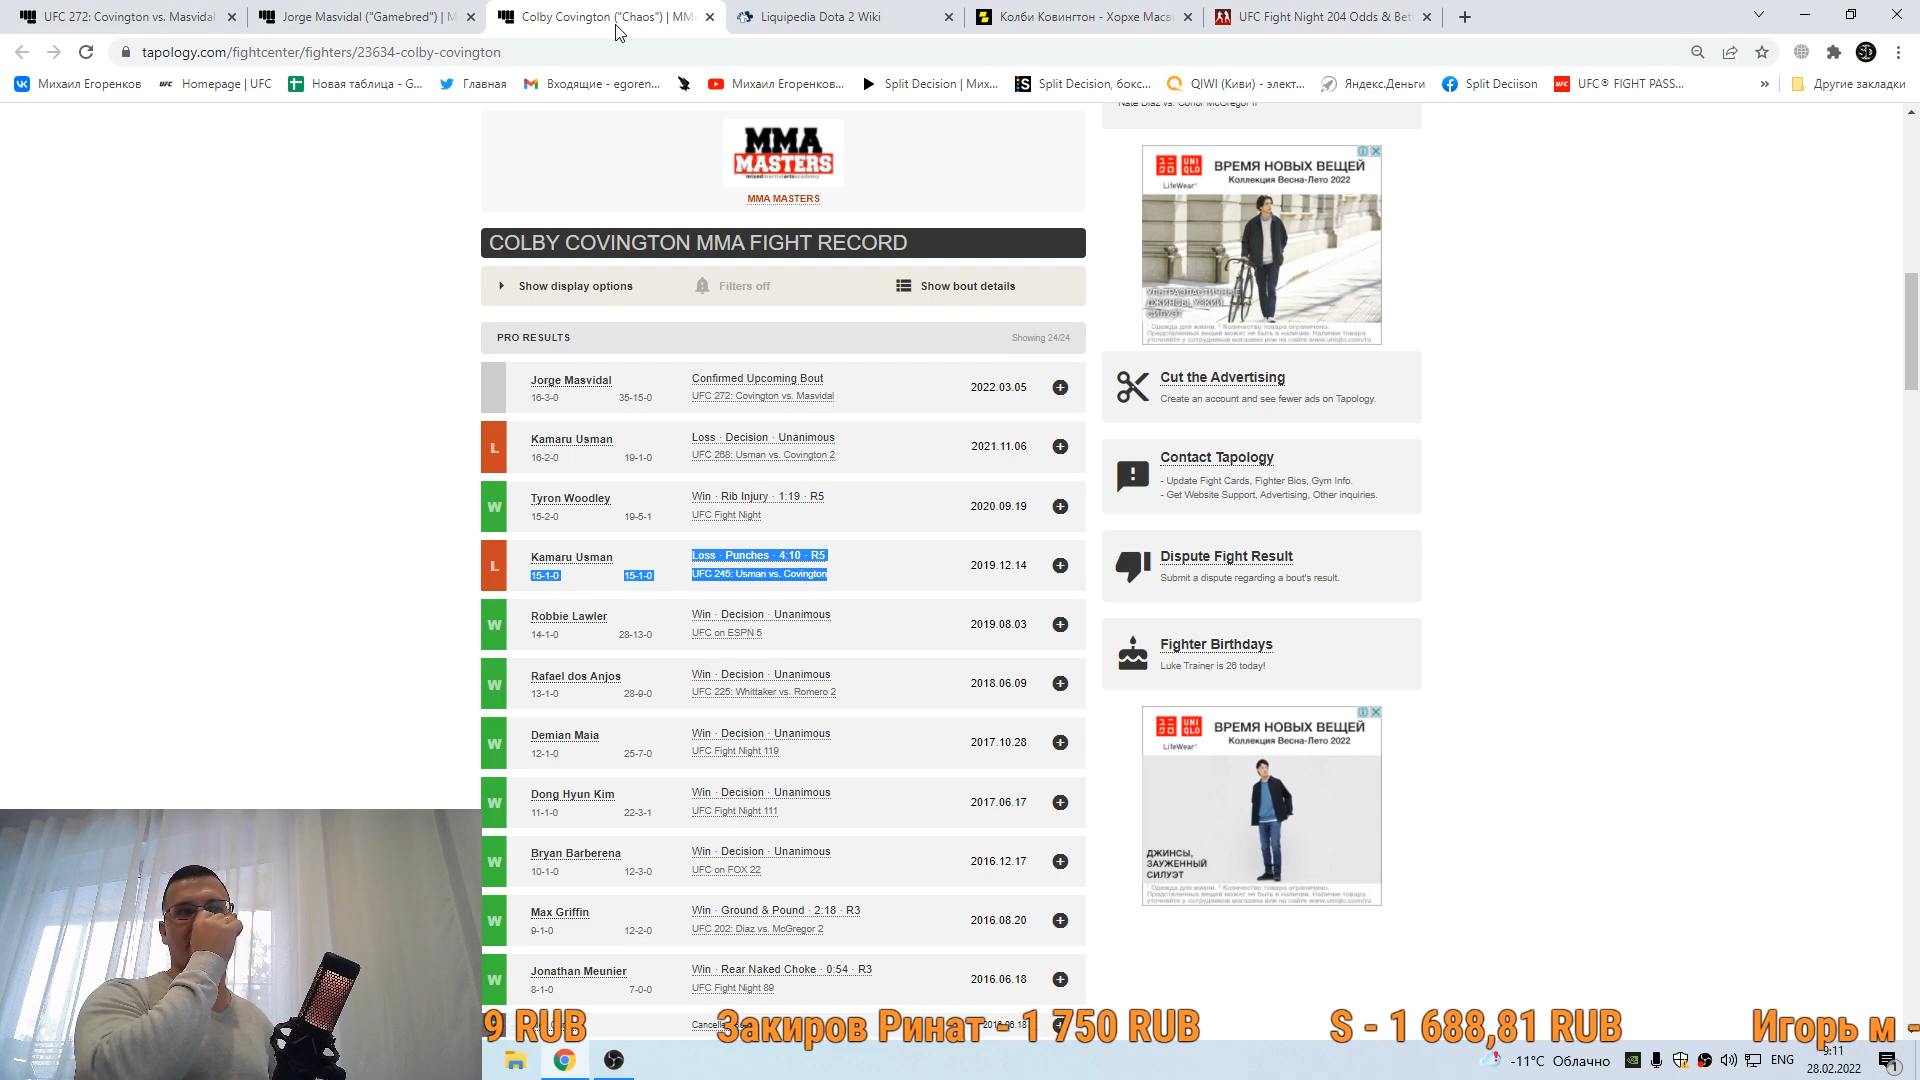 UFC 272: Covington vs. Masvidal
Jorge Masvidal ("Gamebred") | M
Colby Covington ("Chaos") | MMA
Liquipedia Dota 2 Wiki
Колби Ковингтон - Хорхе Масв
UFC Fight Night 204 Odds & Bet
tapology.com/fightcenter/fighters/23634-colby-covington
Михаил Егоренков
Homepage | UFC
Новая таблица - G...
Главная
Входящие - egoren...
Михаил Егоренков...
Split Decision | Мих...
Split Decision, бокс...
QIWI (Киви) - элект...
Яндекс.Деньги
Split Deciison
UFC® FIGHT PASS...
»
Другие закладки
Nate Diaz vs. Conor McGregor II
MMA
MASTERS
MMA MASTERS
COLBY COVINGTON MMA FIGHT RECORD
Show display options
Filters off
Show bout details
PRO RESULTS
Showing 24/24
Jorge Masvidal
Confirmed Upcoming Bout
2022.03.05
16-3-0
35-15-0
UFC 272: Covington vs. Masvidal
L
Kamaru Usman
Loss · Decision · Unanimous
2021.11.06
16-2-0
19-1-0
UFC 268: Usman vs. Covington 2
W
Tyron Woodley
Win · Rib Injury · 1:19 · R5
2020.09.19
15-2-0
19-5-1
UFC Fight Night
L
Kamaru Usman
Loss · Punches · 4:10 · R5
2019.12.14
15-1-0
15-1-0
UFC 245: Usman vs. Covington
W
Robbie Lawler
Win · Decision · Unanimous
2019.08.03
14-1-0
28-13-0
UFC on ESPN 5
W
Rafael dos Anjos
Win · Decision · Unanimous
2018.06.09
13-1-0
28-9-0
UFC 225: Whittaker vs. Romero 2
W
Demian Maia
Win · Decision · Unanimous
2017.10.28
12-1-0
25-7-0
UFC Fight Night 119
W
Dong Hyun Kim
Win · Decision · Unanimous
2017.06.17
11-1-0
22-3-1
UFC Fight Night 111
W
Bryan Barberena
Win · Decision · Unanimous
2016.12.17
10-1-0
12-3-0
UFC on FOX 22
W
Max Griffin
Win · Ground & Pound · 2:18 · R3
2016.08.20
9-1-0
12-2-0
UFC 202: Diaz vs. McGregor 2
W
Jonathan Meunier
Win · Rear Naked Choke · 0:54 · R3
2016.06.18
8-1-0
7-0-0
UFC Fight Night 89
ВРЕМЯ НОВЫХ ВЕЩЕЙ
Коллекция Весна-Лето 2022
LifeWear
УЛЬТРАЭЛАСТИЧНЫЕ
ДЖИНСЫ, УЗКИЙ
СИЛУЭТ
Cut the Advertising
Create an account and see fewer ads on Tapology.
Contact Tapology
- Update Fight Cards, Fighter Bios, Gym Info.
- Get Website Support, Advertising, Other inquiries.
Dispute Fight Result
Submit a dispute regarding a bout's result.
Fighter Birthdays
Luke Trainer is 26 today!
ВРЕМЯ НОВЫХ ВЕЩЕЙ
Коллекция Весна-Лето 2022
LifeWear
ДЖИНСЫ,
ЗАУЖЕННЫЙ
СИЛУЭТ
9 RUB
Закиров Ринат - 1 750 RUB
S - 1 688,81 RUB
Игорь м -
-11°C Облачно
ENG
9:11
28.02.2022
1